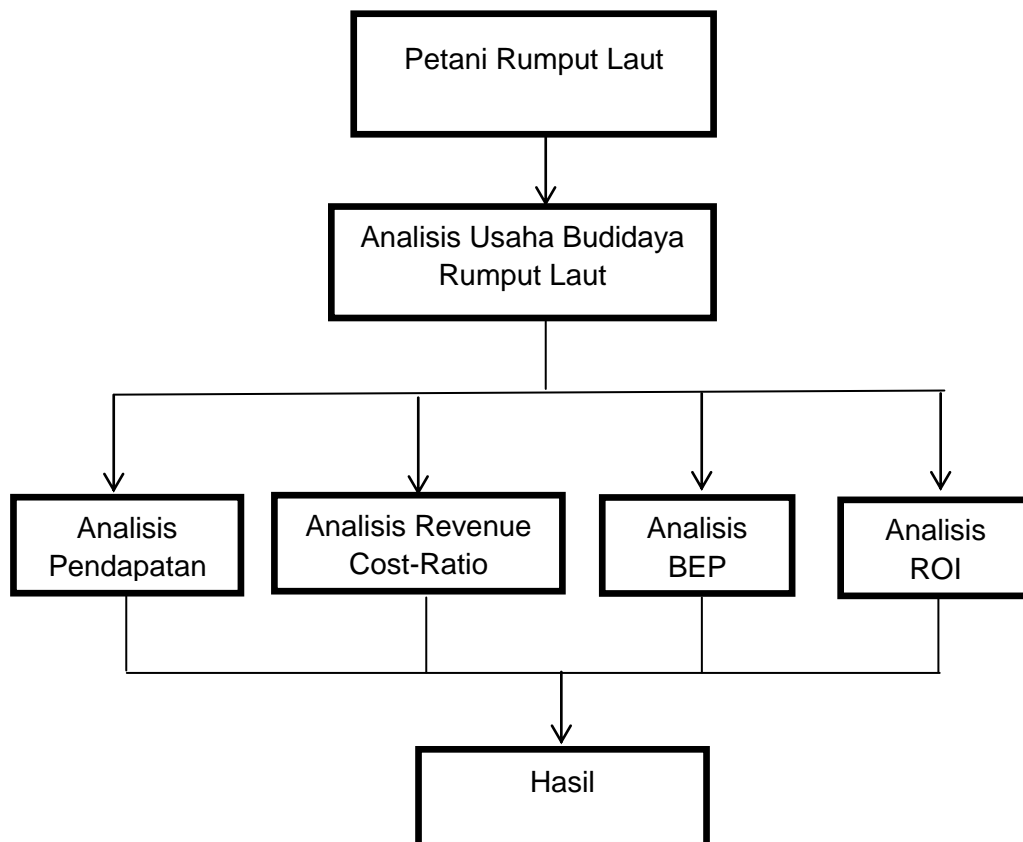 Petani Rumput Laut
Analisis Usaha Budidaya
Rumput Laut
Analisis
Pendapatan
Analisis Revenue
Cost-Ratio
Analisis
BEP
Analisis
ROI
Hasil